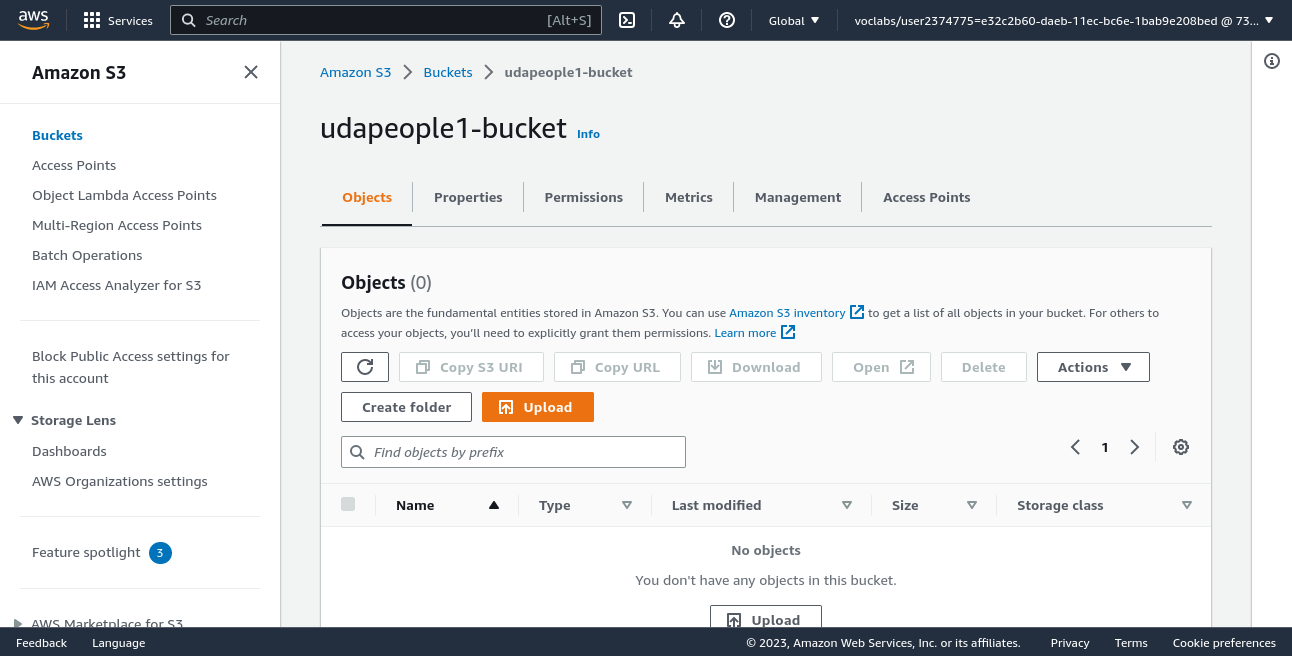 aws
Services
Search
[Alt+S]
Global
voclabs/user2374775=e32c2b60-daeb-11ec-bc6e-1bab9e208bed @ 73...
Amazon S3
Buckets
Access Points
Object Lambda Access Points
Multi-Region Access Points
Batch Operations
IAM Access Analyzer for S3
Block Public Access settings for
this account
Storage Lens
Dashboards
AWS Organizations settings
Feature spotlight 3
AWS Marketplace for S3
Amazon S3 Buckets udapeople1-bucket
udapeople1-bucket Info
Objects Properties Permissions Metrics Management Access Points
Objects (0)
Objects are the fundamental entities stored in Amazon S3. You can use Amazon S3 inventory to get a list of all objects in your bucket. For others to
access your objects, you'll need to explicitly grant them permissions. Learn more
Copy S3 URI Copy URL Download Open Delete Actions
Create folder Upload
Find objects by prefix
1
Name Type Last modified Size Storage class
No objects
You don't have any objects in this bucket.
Upload
Feedback Language © 2023, Amazon Web Services, Inc. or its affiliates. Privacy Terms Cookie preferences